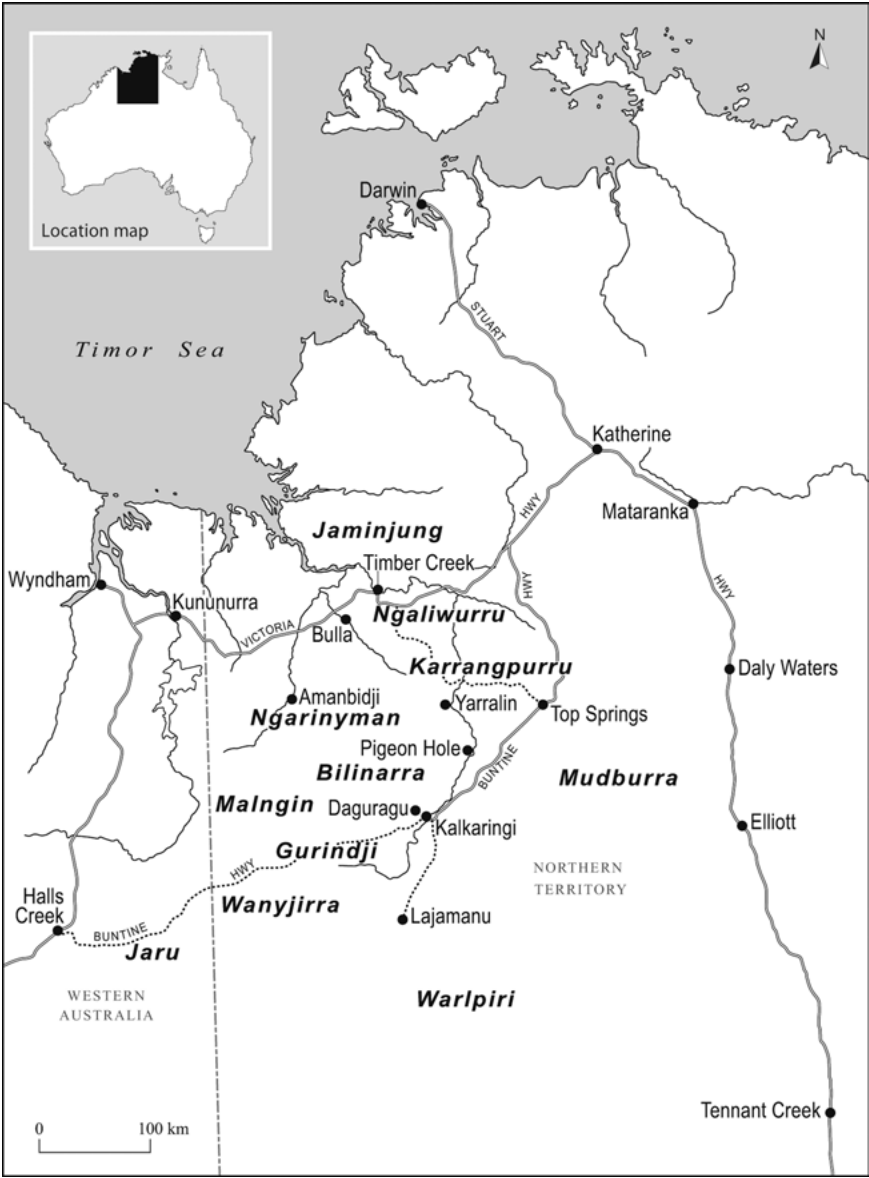 N
Location map
Darwin
STUART
Timor Sea
Katherine
HWY
Mataranka
Jaminjung
Timber Creek
Wyndham
HWY
HWY
Kununurra
Ngaliwurru
VICTORIA
Bulla
Karrangpurru
Daly Waters
Amanbidji
Yarralin
Ngarinyman
Top Springs
Pigeon Hole
BUNTINE
Bilinarra
Mudburra
Malngin
Daguragu
Kalkaringi
Elliott
Gurindji
HWY
NORTHERN
TERRITORY
Halls
Creek
Wanyjirra
Lajamanu
BUNTINE
Jaru
WESTERN
AUSTRALIA
Warlpiri
Tennant Creek
0 100 km